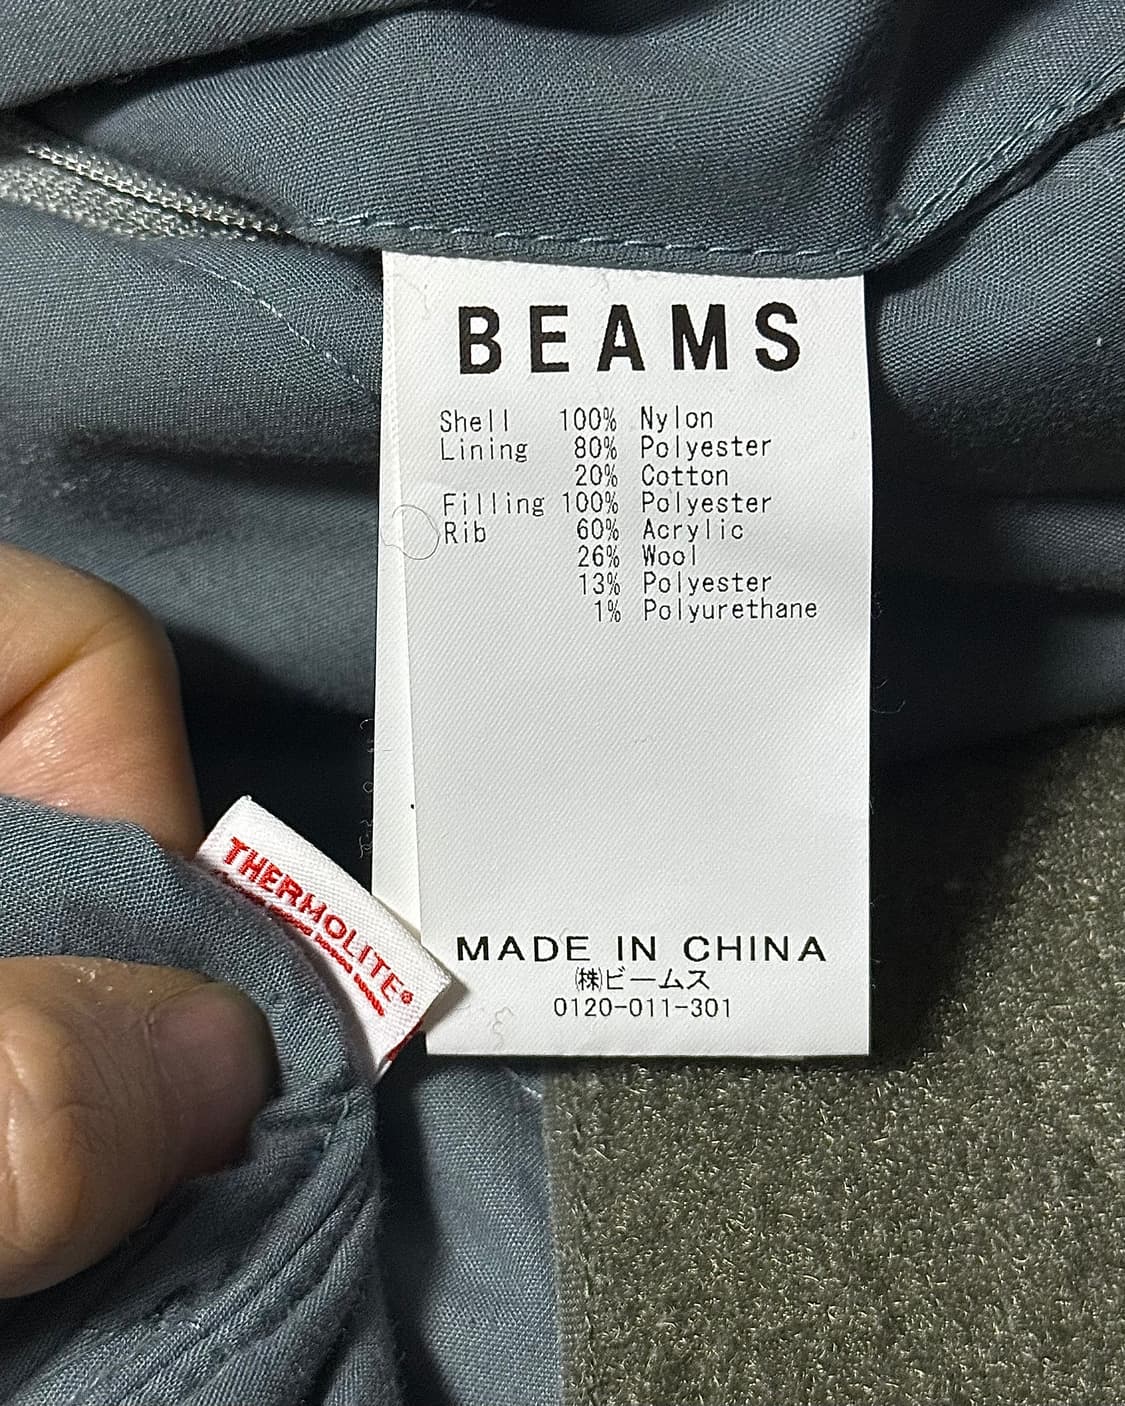 BEAMS
Shell 100% Nylon
Lining 80% Polyester
20% Cotton
Filling 100% Polyester
Rib 60% Acrylic
26% Wool
13% Polyester
1% Polyurethane
MADE IN CHINA
㈱ビームス
0120-011-301
THERMOLITE®